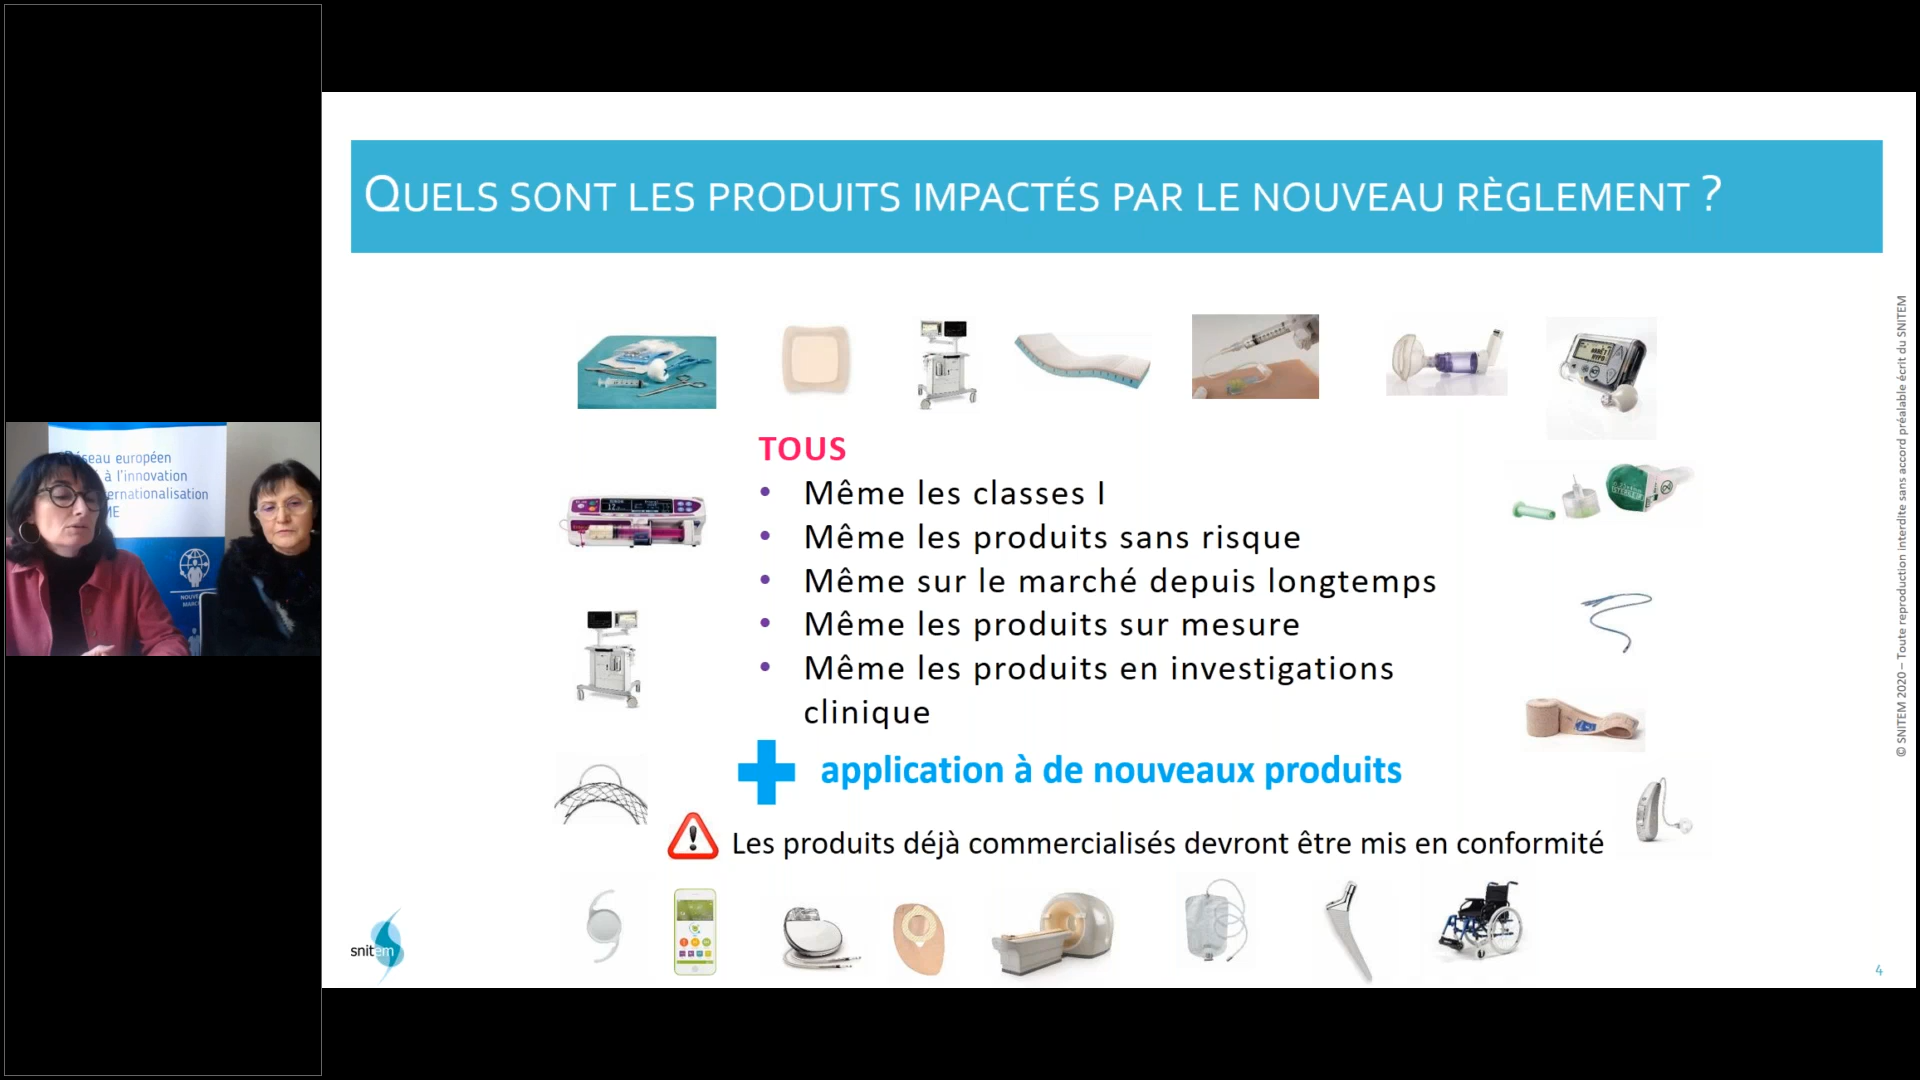 QUELS SONT LES PRODUITS IMPACTÉS PAR LE NOUVEAU RÈGLEMENT ?
TOUS
• Même les classes I
• Même les produits sans risque
• Même sur le marché depuis longtemps
• Même les produits sur mesure
• Même les produits en investigations
clinique
application à de nouveaux produits
Les produits déjà commercialisés devront être mis en conformité
snitem
4
© SNITEM 2020 – Toute reproduction interdite sans accord préalable écrit du SNITEM
européen
à l'innovation